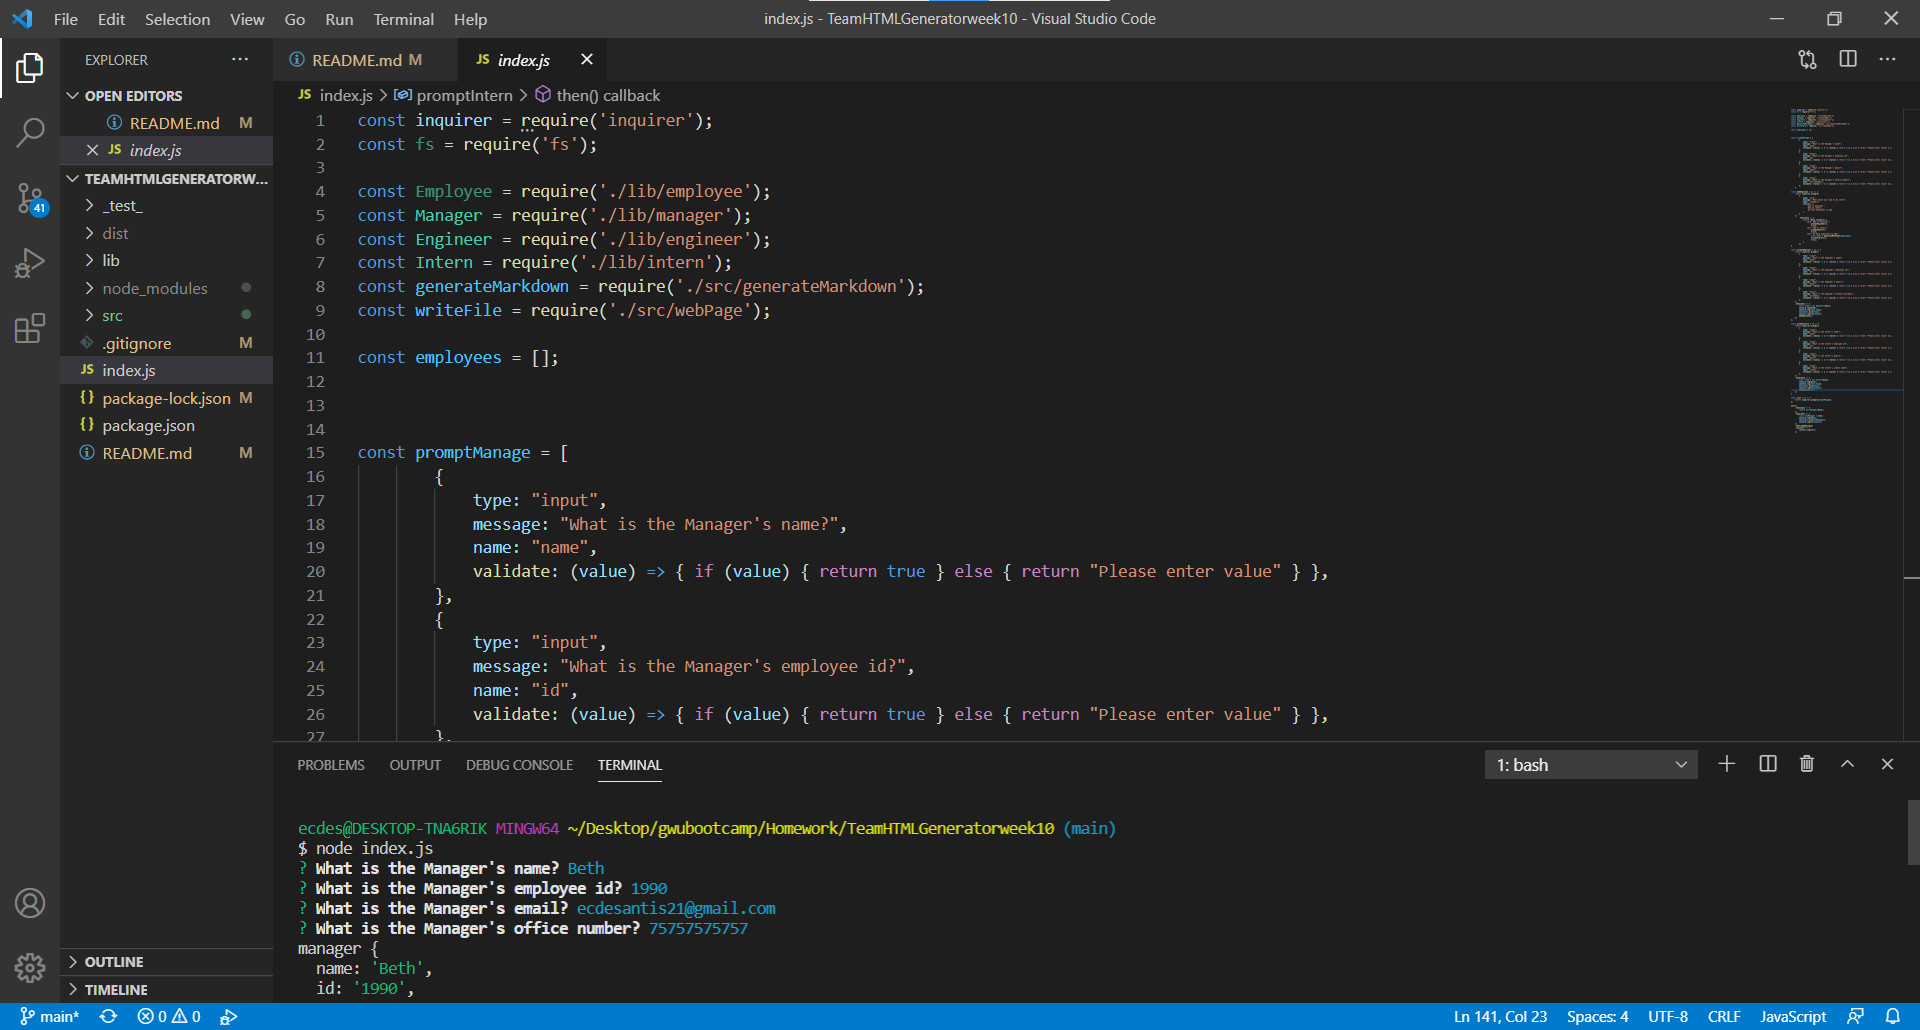 File Edit Selection View Go Run Terminal Help
index.js - TeamHTMLGeneratorweek10 - Visual Studio Code
EXPLORER
OPEN EDITORS
README.md M
JS index.js
TEAMHTMLGENERATORW...
_test_
dist
lib
node_modules
src
.gitignore M
JS index.js
{} package-lock.json M
{} package.json
README.md M
OUTLINE
TIMELINE
41
README.md M
JS index.js
JS index.js > promptIntern > then() callback
1 const inquirer = require('inquirer');
2 const fs = require('fs');
3
4 const Employee = require('./lib/employee');
5 const Manager = require('./lib/manager');
6 const Engineer = require('./lib/engineer');
7 const Intern = require('./lib/intern');
8 const generateMarkdown = require('./src/generateMarkdown');
9 const writeFile = require('./src/webPage');
10
11 const employees = [];
12
13
14
15 const promptManage = [
16 {
17 type: "input",
18 message: "What is the Manager's name?",
19 name: "name",
20 validate: (value) => { if (value) { return true } else { return "Please enter value" } },
21 },
22 {
23 type: "input",
24 message: "What is the Manager's employee id?",
25 name: "id",
26 validate: (value) => { if (value) { return true } else { return "Please enter value" } },
27 },
PROBLEMS OUTPUT DEBUG CONSOLE TERMINAL
1: bash
ecdes@DESKTOP-TNA6RIK MINGW64 ~/Desktop/gwubootcamp/Homework/TeamHTMLGeneratorweek10 (main)
$ node index.js
? What is the Manager's name? Beth
? What is the Manager's employee id? 1990
? What is the Manager's email? ecdesantis21@gmail.com
? What is the Manager's office number? 75757575757
manager {
name: 'Beth',
id: '1990',
main* 0 0
Ln 141, Col 23 Spaces: 4 UTF-8 CRLF JavaScript